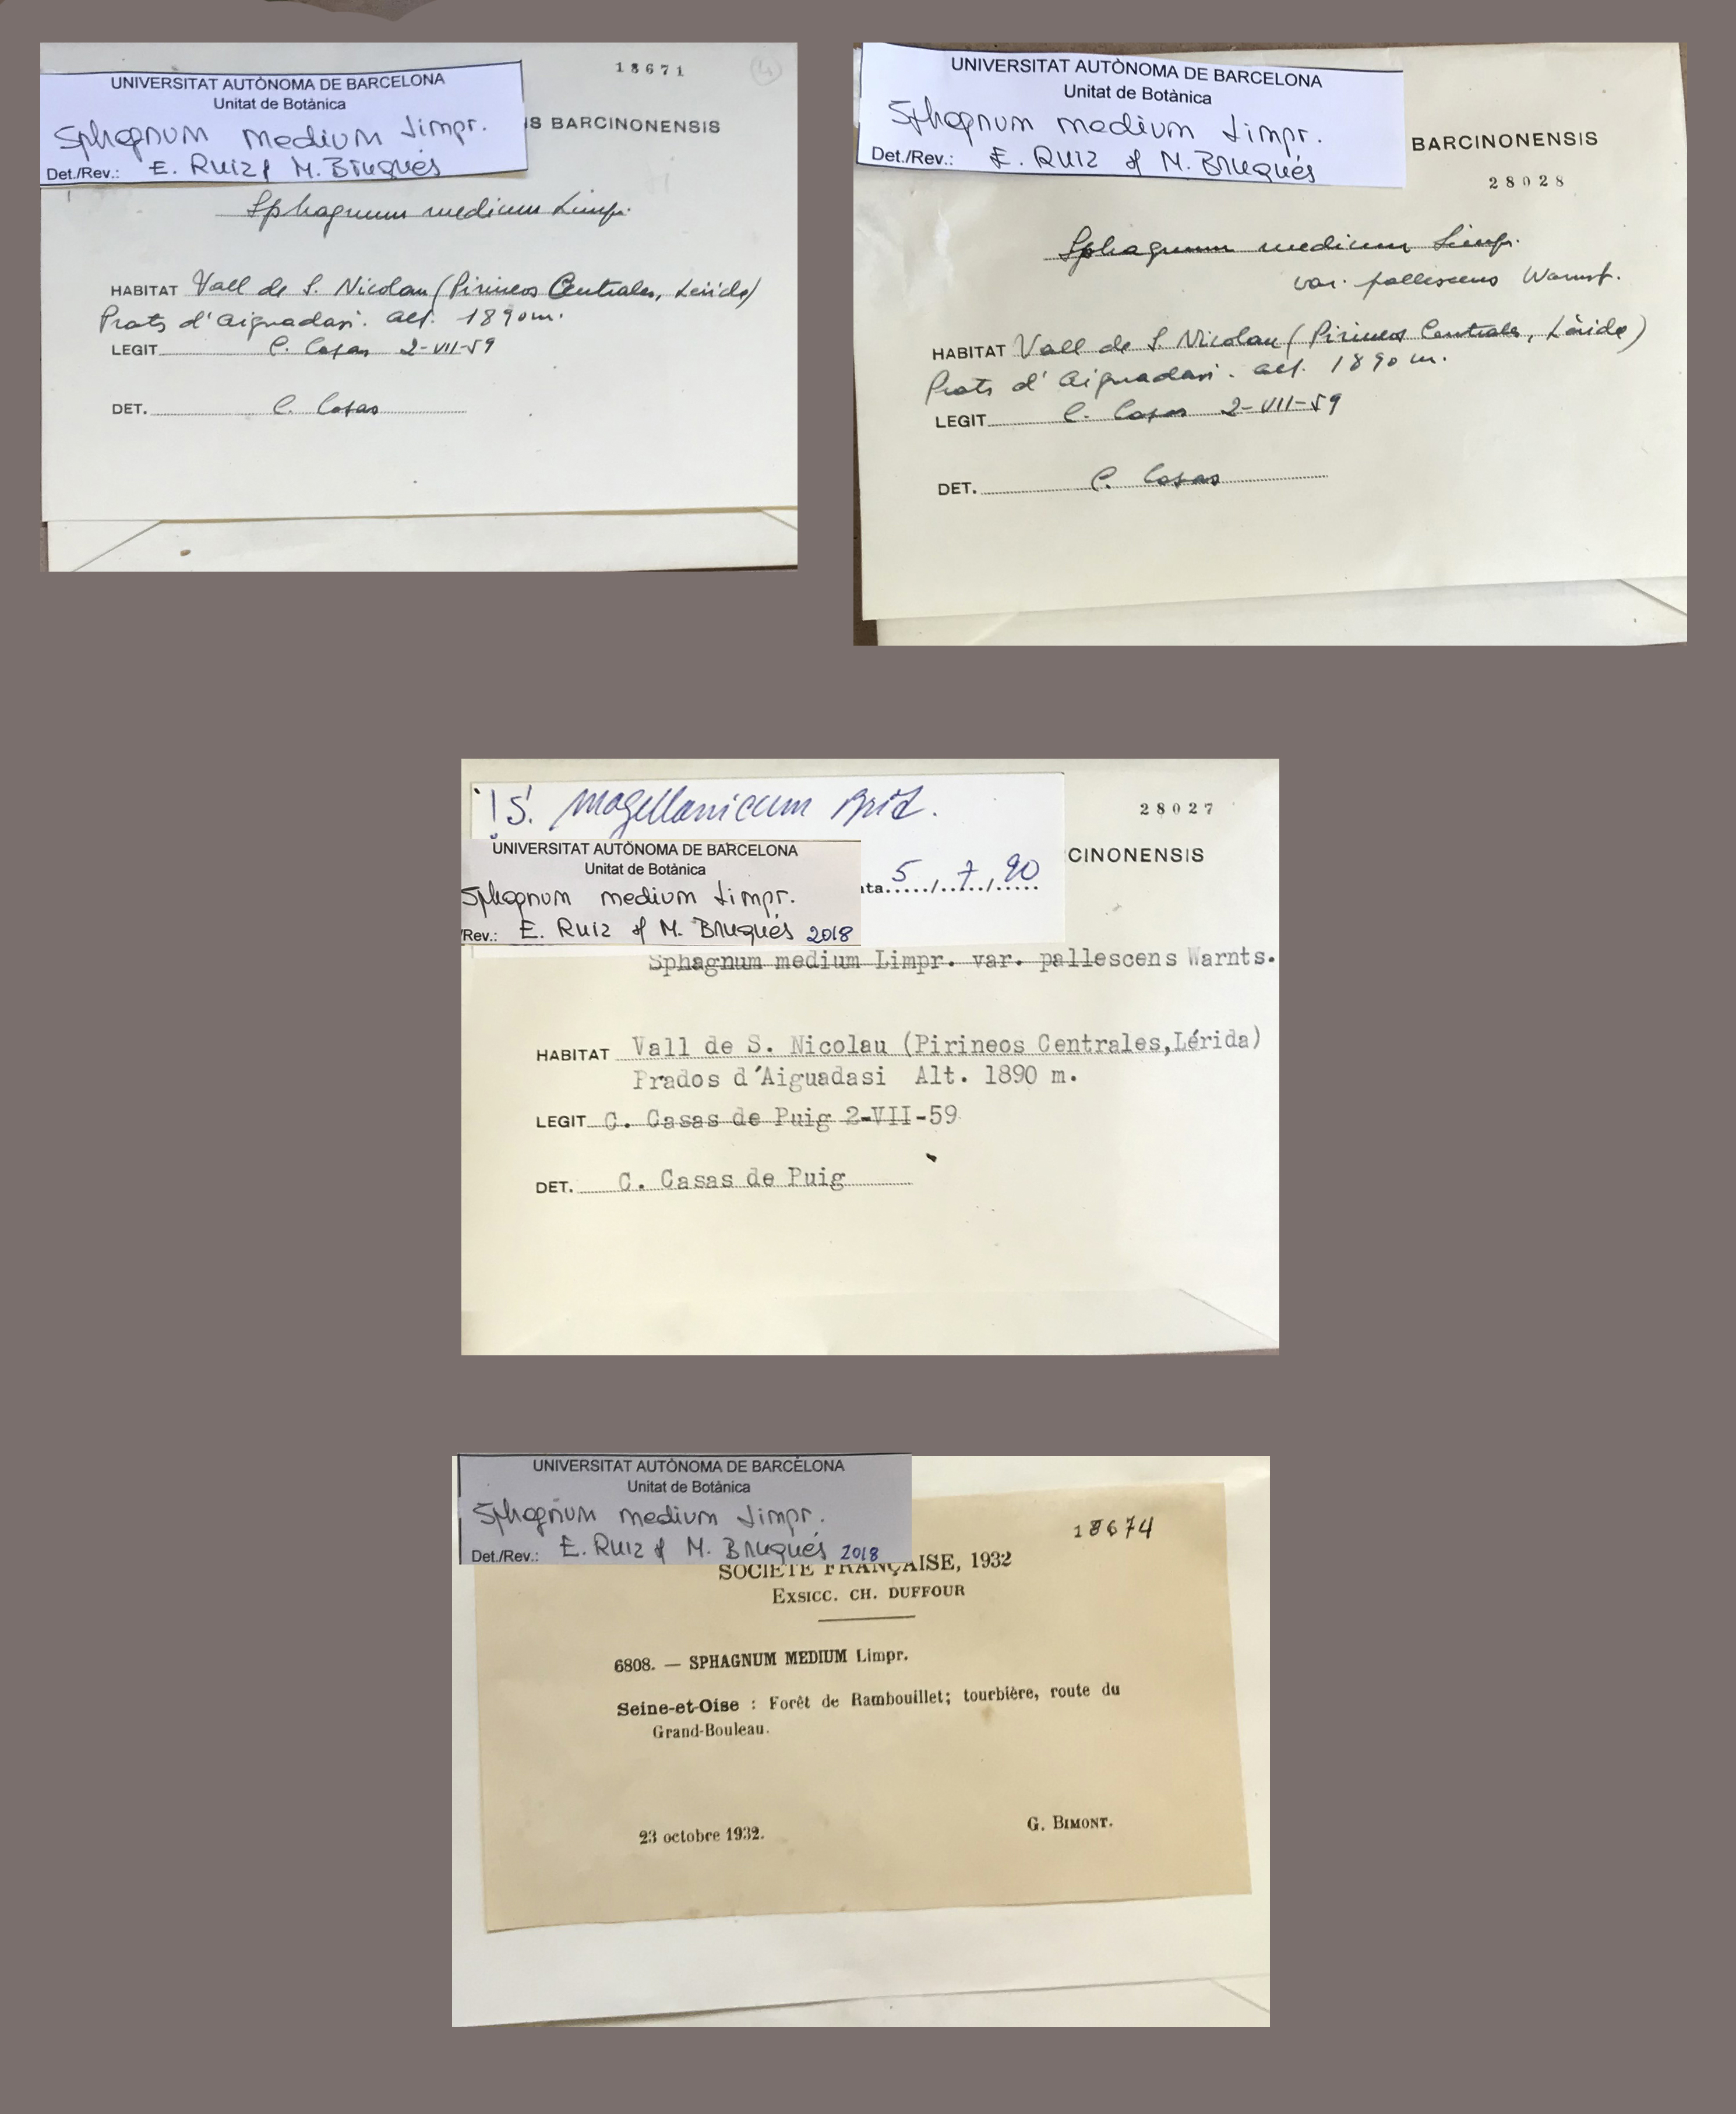 UNIVERSITAT AUTÒNOMA DE BARCELONA
Unitat de Botànica
Sphagnum medium Limpr.
Det./Rev.: E. Ruiz & M. Brugués
18671
4
IS BARCINONENSIS
Sphagnum medium Limpr.
HABITAT Vall de S. Nicolau (Pirineos Centrales, Lérida)
Prats d'Aiguadasi. alt. 1890 m.
LEGIT C. Casas 2-VII-59
DET. C. Casas
UNIVERSITAT AUTÒNOMA DE BARCELONA
Unitat de Botànica
Sphagnum medium Limpr.
Det./Rev.: E. Ruiz & M. Brugués
BARCINONENSIS
28028
Sphagnum medium Limpr.
var. pallescens Warnst.
HABITAT Vall de S. Nicolau (Pirineos Centrales, Lérida)
Prats d'Aiguadasi. alt. 1890 m.
LEGIT C. Casas 2-VII-59
DET. C. Casas
! S. magellanicum Brid.
28027
UNIVERSITAT AUTÒNOMA DE BARCELONA
Unitat de Botànica
CINONENSIS
ta. 5 / 7 / 90
Sphagnum medium Limpr.
/Rev.: E. Ruiz & M. Brugués 2018
Sphagnum medium Limpr. var. pallescens Warnts.
HABITAT Vall de S. Nicolau (Pirineos Centrales,Lérida)
Prados d'Aiguadasi Alt. 1890 m.
LEGIT C. Casas de Puig 2-VII-59
DET. C. Casas de Puig
UNIVERSITAT AUTÒNOMA DE BARCELONA
Unitat de Botànica
Sphagnum medium Limpr.
Det./Rev.: E. Ruiz & M. Brugués 2018
18674
SOCIÉTÉ FRANÇAISE, 1932
EXSICC. CH. DUFFOUR
6808. — SPHAGNUM MEDIUM Limpr.
Seine-et-Oise : Forêt de Rambouillet; tourbière, route du
Grand-Bouleau.
23 octobre 1932.
G. BIMONT.